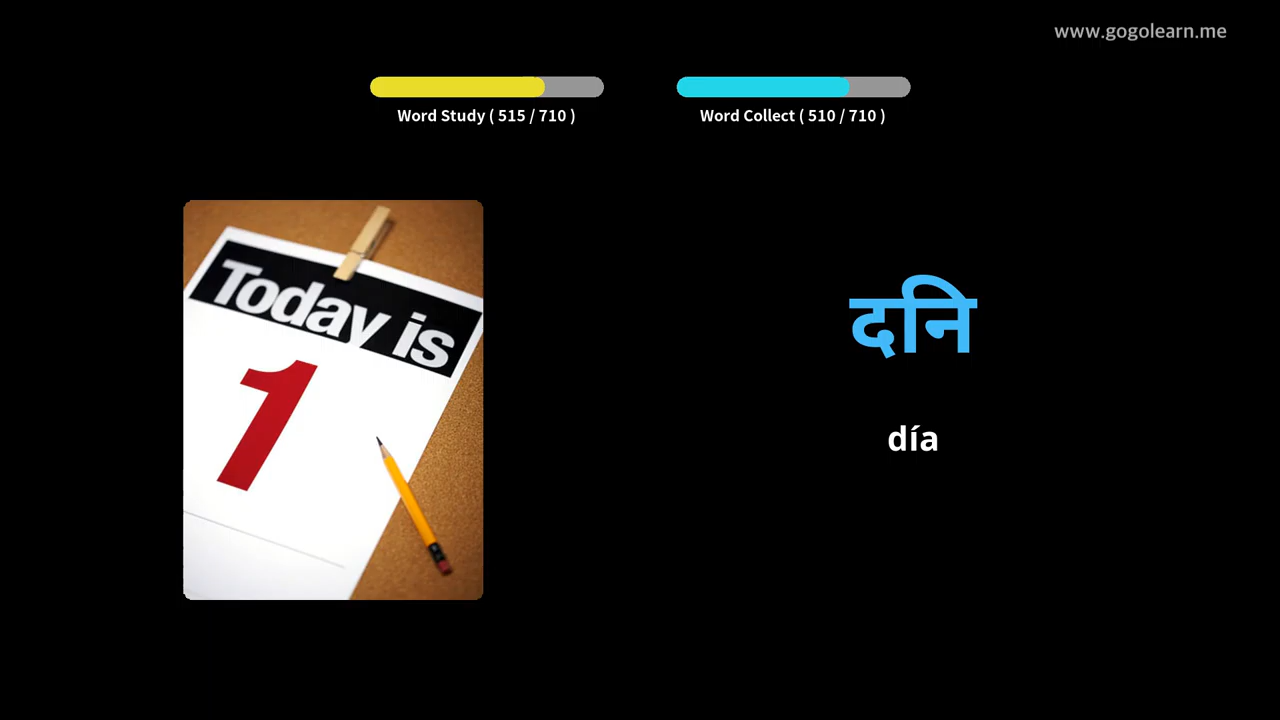 www.gogolearn.me
Word Study ( 515 / 710 )
Word Collect ( 510 / 710 )
Today is
1
दनि
día